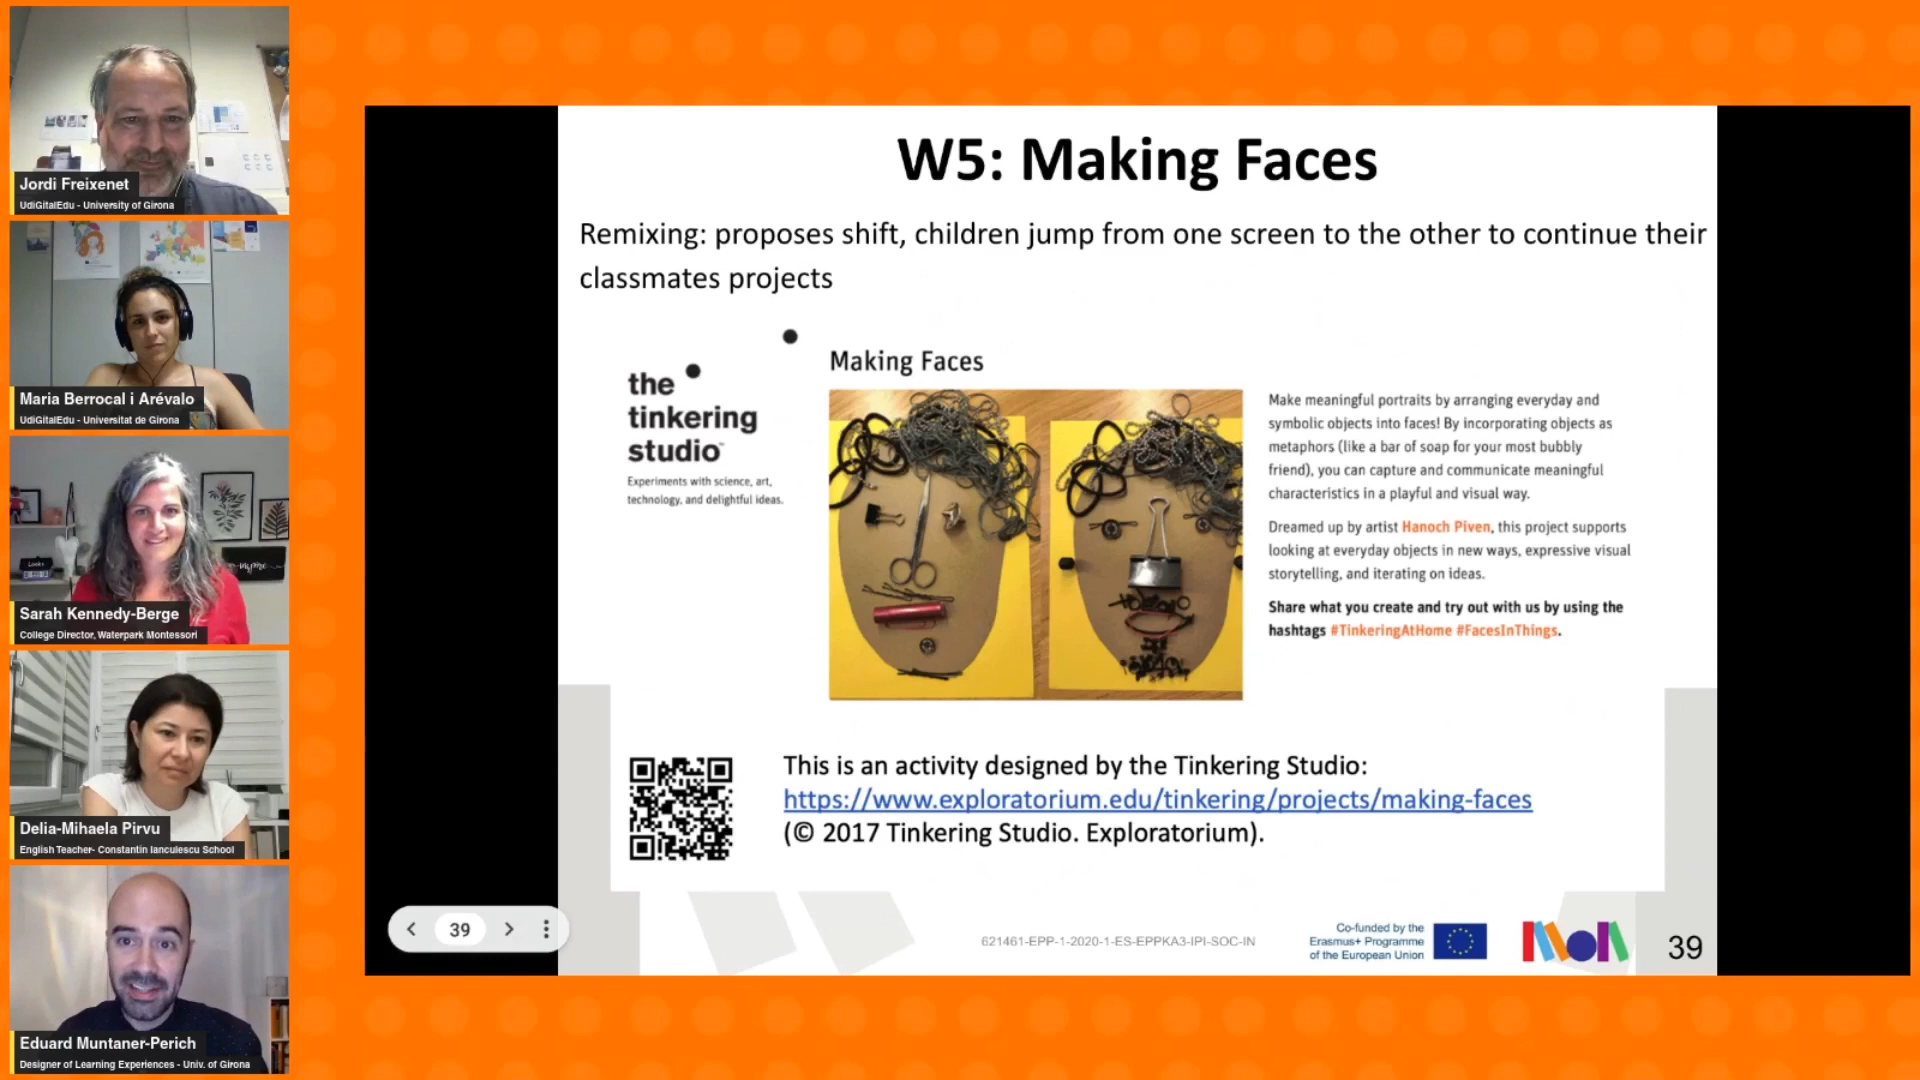 Jordi Freixenet
UdiGitalEdu - University of Girona
Maria Berrocal i Arévalo
UdiGitalEdu - Universitat de Girona
inspire
Sarah Kennedy-Berge
College Director, Waterpark Montessori
Delia-Mihaela Pirvu
English Teacher- Constantin Ianculescu School
Eduard Muntaner-Perich
Designer of Learning Experiences - Univ. of Girona
W5: Making Faces
Remixing: proposes shift, children jump from one screen to the other to continue their
classmates projects
the
tinkering
studio™
Experiments with science, art,
technology, and delightful ideas.
Making Faces
Make meaningful portraits by arranging everyday and
symbolic objects into faces! By incorporating objects as
metaphors (like a bar of soap for your most bubbly
friend), you can capture and communicate meaningful
characteristics in a playful and visual way.
Dreamed up by artist Hanoch Piven, this project supports
looking at everyday objects in new ways, expressive visual
storytelling, and iterating on ideas.
Share what you create and try out with us by using the
hashtags #TinkeringAtHome #FacesInThings.
This is an activity designed by the Tinkering Studio:
https://www.exploratorium.edu/tinkering/projects/making-faces
(© 2017 Tinkering Studio. Exploratorium).
39
621461-EPP-1-2020-1-ES-EPPKA3-IPI-SOC-IN
Co-funded by the
Erasmus+ Programme
of the European Union
39